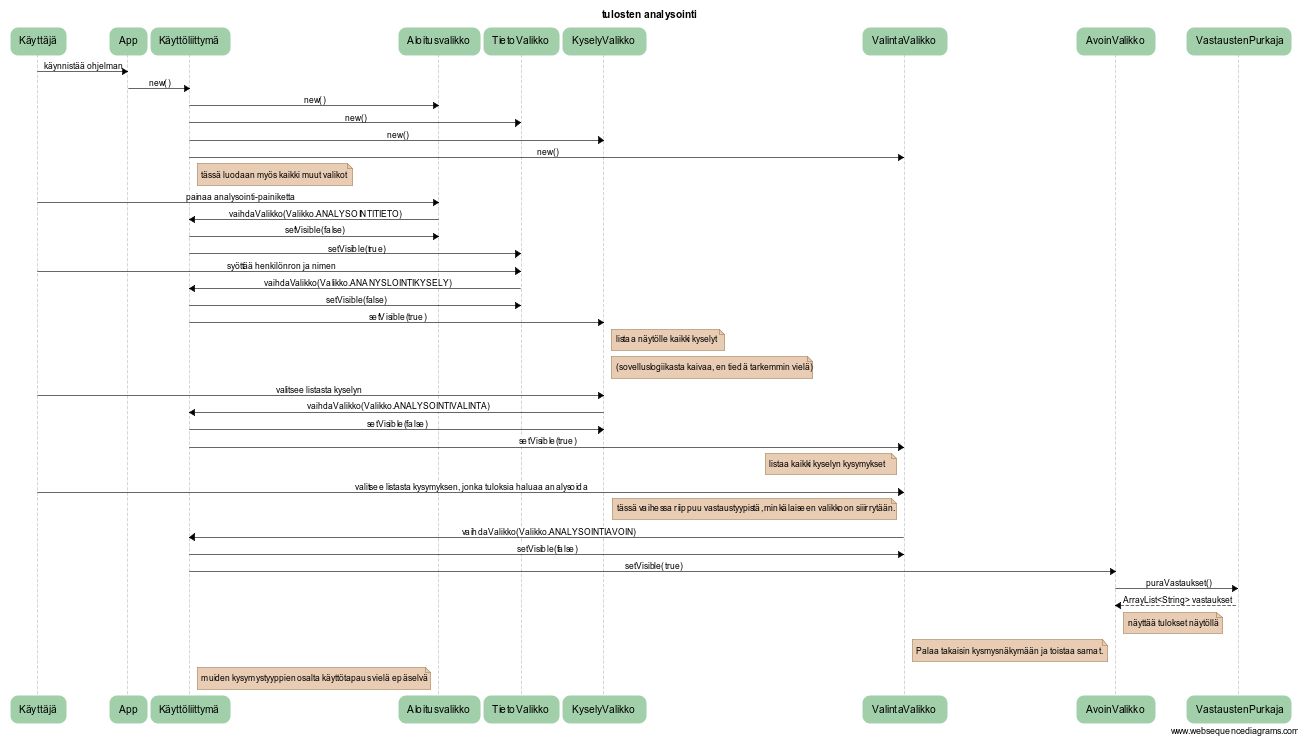 tulosten analysointi
Käyttäjä App Käyttöliittymä Aloitusvalikko TietoValikko KyselyValikko ValintaValikko AvoinValikko VastaustenPurkaja
käynnistää ohjelman
new()
new()
new()
new()
new()
tässä luodaan myös kaikki muut valikot
painaa analysointi-painiketta
vaihdaValikko(Valikko.ANALYSOINTITIETO)
setVisible(false)
setVisible(true)
syöttää henkilönron ja nimen
vaihdaValikko(Valikko.ANANYSLOINTIKYSELY)
setVisible(false)
setVisible(true)
listaa näytölle kaikki kyselyt
(sovelluslogiikasta kaivaa, en tiedä tarkemmin vielä)
valitsee listasta kyselyn
vaihdaValikko(Valikko.ANALYSOINTIVALINTA)
setVisible(false)
setVisible(true)
listaa kaikki kyselyn kysymykset
valitsee listasta kysymyksen, jonka tuloksia haluaa analysoida
tässä vaihessa riippuu vastaustyypistä, minkälaiseen valikkoon siiirrytään.
vaihdaValikko(Valikko.ANALYSOINTIAVOIN)
setVisible(false)
setVisible(true)
puraVastaukset()
ArrayList<String> vastaukset
näyttää tulokset näytöllä
Palaa takaisin kysmysnäkymään ja toistaa samat.
muiden kysymystyyppien osalta käyttötapaus vielä epäselvä
Käyttäjä App Käyttöliittymä Aloitusvalikko TietoValikko KyselyValikko ValintaValikko AvoinValikko VastaustenPurkaja
www.websequencediagrams.com